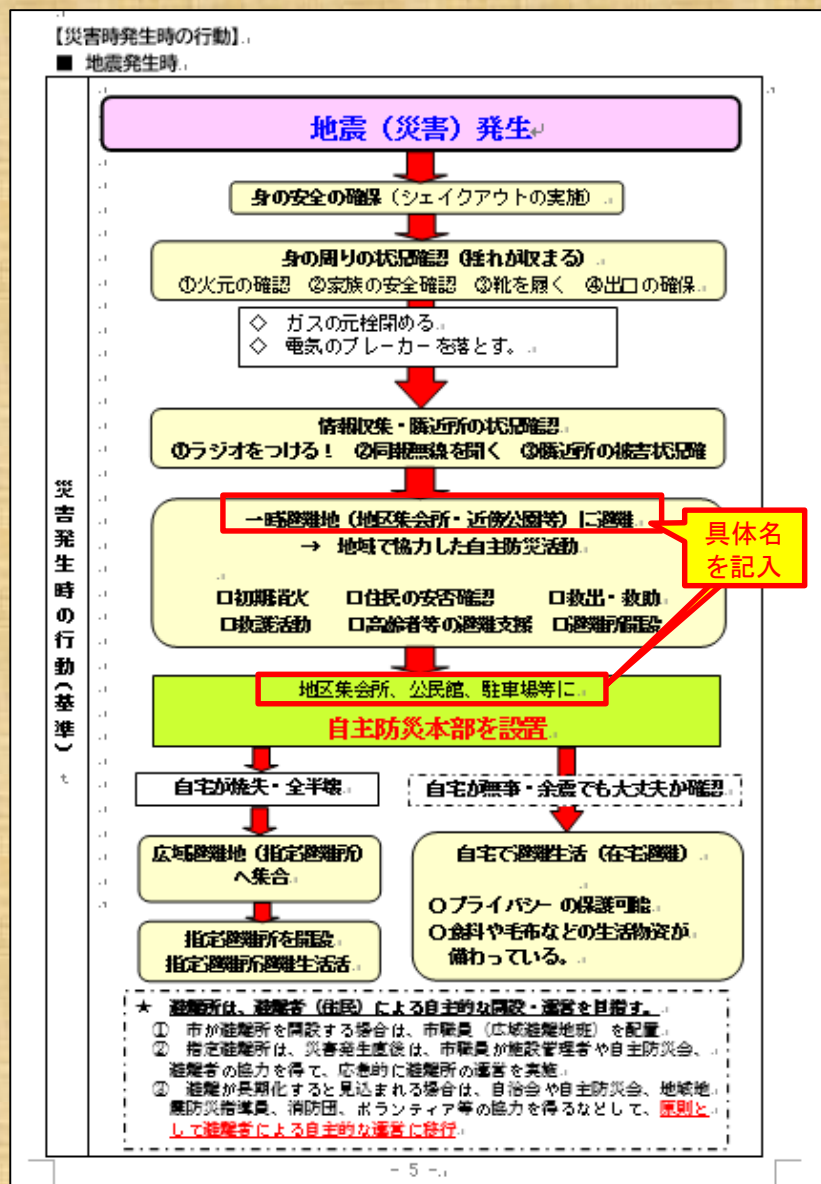 【災害時発生時の行動】
■ 地震発生時
災害発生時の行動(基準)
地震（災害）発生
身の安全の確保（シェイクアウトの実施）
身の周りの状況確認（揺れが収まる）
①火元の確認 ②家族の安全確認 ③靴を履く ④出口の確保
◇ ガスの元栓閉める
◇ 電気のブレーカーを落とす。
情報収集・隣近所の状況確認
①ラジオをつける！ ②同報無線を聞く ③隣近所の被害状況確
一時避難地（地区集会所・近傍公園等）に避難
→ 地域で協力した自主防災活動
具体名
を記入
□初期消火 □住民の安否確認 □救出・救助
□救護活動 □高齢者等の避難支援 □避難所開設
地区集会所、公民館、駐車場等に
自主防災本部を設置
自宅が焼失・全半壊
自宅が無事・余震でも大丈夫か確認
広域避難地（指定避難所）
へ集合
指定避難所を開設
指定避難所避難生活活
自宅で避難生活（在宅避難）
○プライバシーの保護可能
○食料や毛布などの生活物資が
備わっている。
★ 避難所は、避難者（住民）による自主的な開設・運営を目指す。
① 市が避難所を開設する場合は、市職員（広域避難地班）を配置
② 指定避難所は、災害発生直後は、市職員が施設管理者や自主防災会、
避難者の協力を得て、応急的に避難所の運営を実施
③ 避難が長期化すると見込まれる場合は、自治会や自主防災会、地域地
震防災指導員、消防団、ボランティア等の協力を得るなどして、原則と
して避難者による自主的な運営に移行
- 5 -